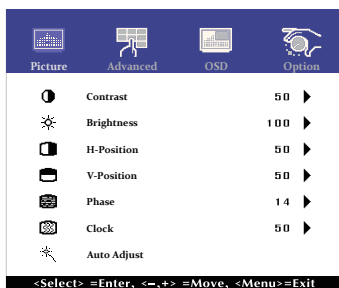 Picture Advanced OSD Option
Contrast 50
Brightness 100
H-Position 50
V-Position 50
Phase 14
Clock 50
Auto Adjust
<Select> =Enter, <-,+> =Move, <Menu>=Exit